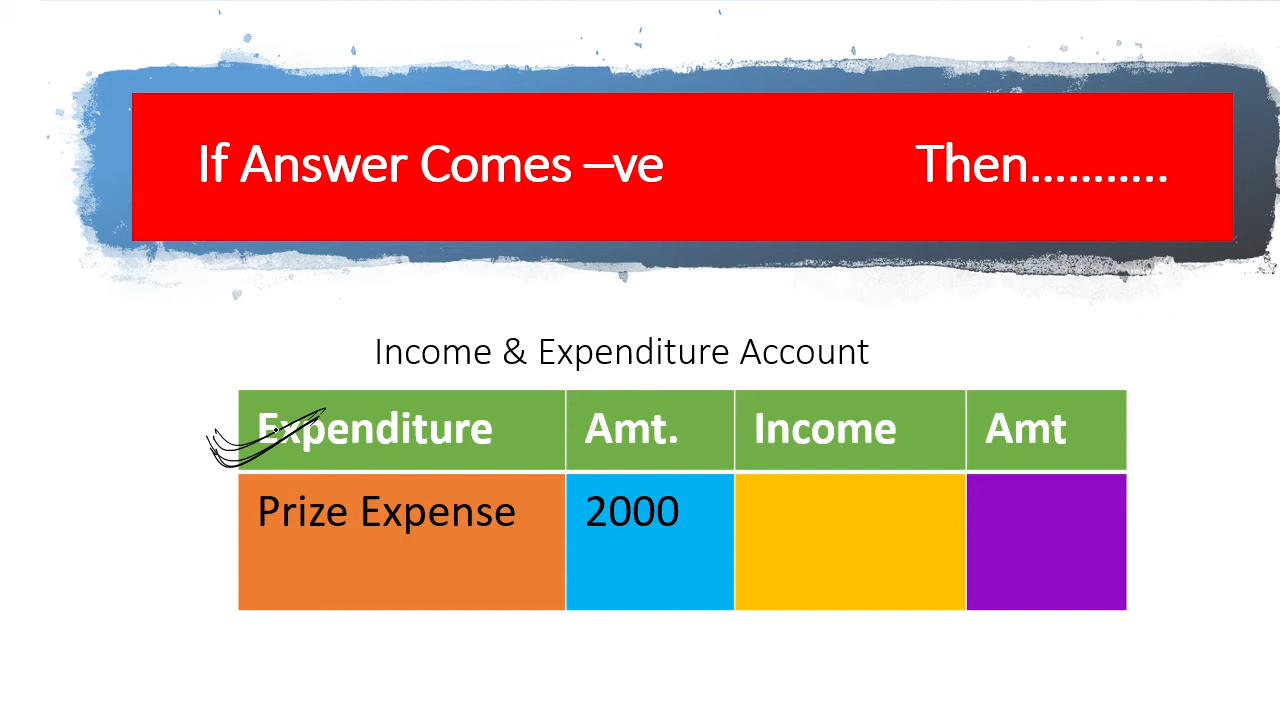 If Answer Comes –ve Then………..
Income & Expenditure Account
Expenditure Amt. Income Amt
Prize Expense 2000